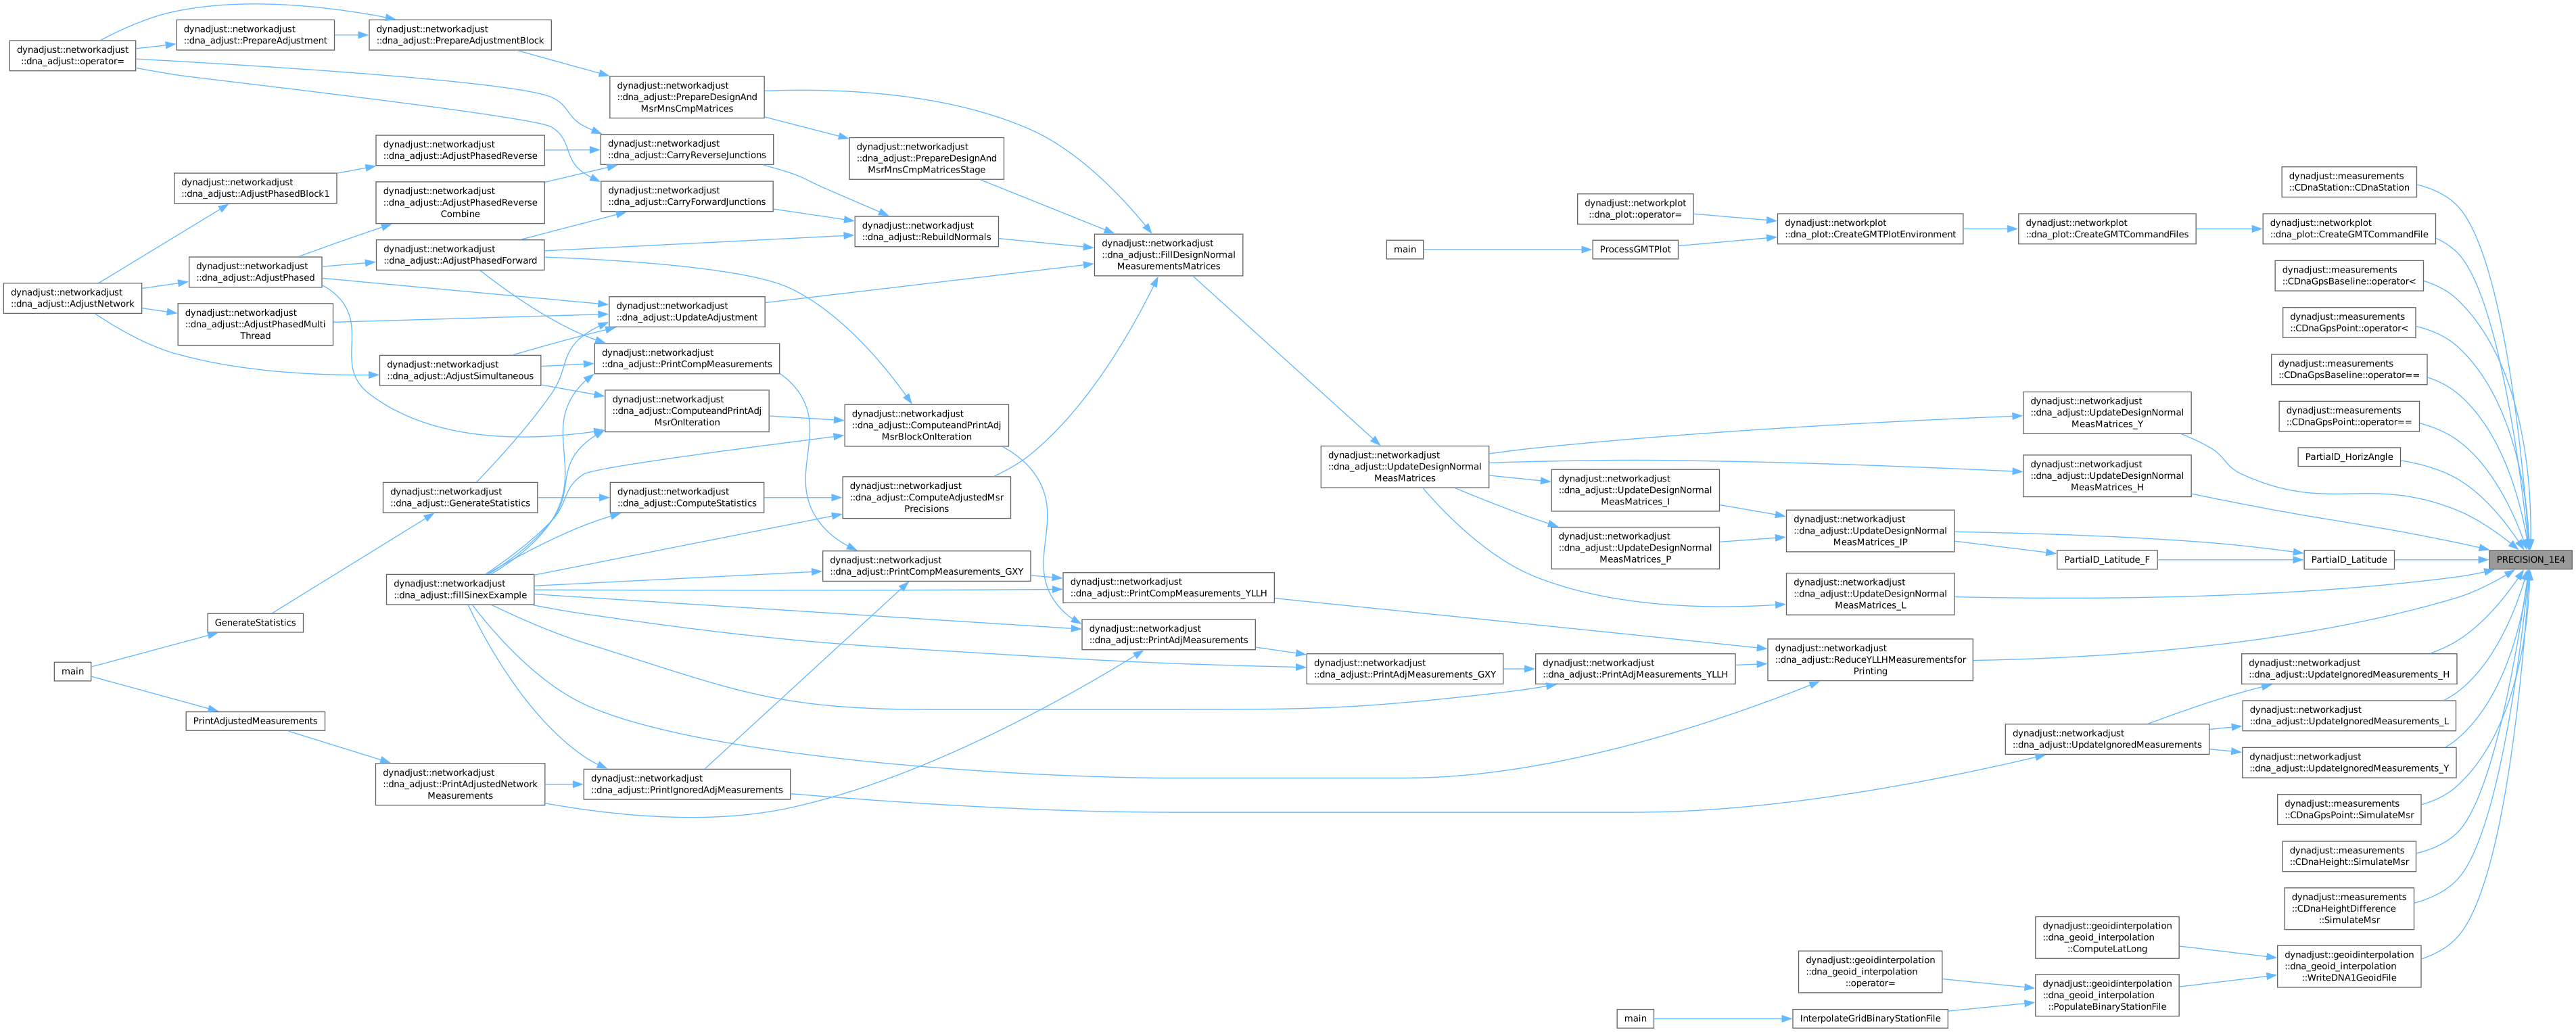 dynadjust::networkadjust
::dna_adjust::operator=
dynadjust::networkadjust
::dna_adjust::PrepareAdjustment
dynadjust::networkadjust
::dna_adjust::PrepareAdjustmentBlock
dynadjust::networkadjust
::dna_adjust::PrepareDesignAnd
MsrMnsCmpMatrices
dynadjust::networkadjust
::dna_adjust::PrepareDesignAnd
MsrMnsCmpMatricesStage
dynadjust::networkadjust
::dna_adjust::AdjustPhasedReverse
dynadjust::networkadjust
::dna_adjust::CarryReverseJunctions
dynadjust::networkadjust
::dna_adjust::AdjustPhasedBlock1
dynadjust::networkadjust
::dna_adjust::AdjustPhasedReverse
Combine
dynadjust::networkadjust
::dna_adjust::CarryForwardJunctions
dynadjust::networkadjust
::dna_adjust::RebuildNormals
dynadjust::networkadjust
::dna_adjust::AdjustPhasedForward
dynadjust::networkadjust
::dna_adjust::FillDesignNormal
MeasurementsMatrices
dynadjust::networkadjust
::dna_adjust::AdjustPhased
dynadjust::networkadjust
::dna_adjust::AdjustNetwork
dynadjust::networkadjust
::dna_adjust::AdjustPhasedMulti
Thread
dynadjust::networkadjust
::dna_adjust::UpdateAdjustment
dynadjust::networkadjust
::dna_adjust::AdjustSimultaneous
dynadjust::networkadjust
::dna_adjust::PrintCompMeasurements
dynadjust::networkadjust
::dna_adjust::ComputeandPrintAdj
MsrOnIteration
dynadjust::networkadjust
::dna_adjust::ComputeandPrintAdj
MsrBlockOnIteration
dynadjust::networkadjust
::dna_adjust::GenerateStatistics
dynadjust::networkadjust
::dna_adjust::ComputeStatistics
dynadjust::networkadjust
::dna_adjust::ComputeAdjustedMsr
Precisions
dynadjust::networkadjust
::dna_adjust::fillSinexExample
dynadjust::networkadjust
::dna_adjust::PrintCompMeasurements_GXY
dynadjust::networkadjust
::dna_adjust::PrintCompMeasurements_YLLH
GenerateStatistics
main
PrintAdjustedMeasurements
dynadjust::networkadjust
::dna_adjust::PrintAdjustedNetwork
Measurements
dynadjust::networkadjust
::dna_adjust::PrintIgnoredAdjMeasurements
dynadjust::networkadjust
::dna_adjust::PrintAdjMeasurements
dynadjust::networkadjust
::dna_adjust::PrintAdjMeasurements_GXY
dynadjust::networkadjust
::dna_adjust::PrintAdjMeasurements_YLLH
dynadjust::networkadjust
::dna_adjust::ReduceYLLHMeasurementsfor
Printing
main
ProcessGMTPlot
dynadjust::networkplot
::dna_plot::operator=
dynadjust::networkplot
::dna_plot::CreateGMTPlotEnvironment
dynadjust::networkplot
::dna_plot::CreateGMTCommandFiles
dynadjust::networkplot
::dna_plot::CreateGMTCommandFile
dynadjust::measurements
::CDnaStation::CDnaStation
dynadjust::measurements
::CDnaGpsBaseline::operator<
dynadjust::measurements
::CDnaGpsPoint::operator<
dynadjust::measurements
::CDnaGpsBaseline::operator==
dynadjust::measurements
::CDnaGpsPoint::operator==
PartialD_HorizAngle
dynadjust::networkadjust
::dna_adjust::UpdateDesignNormal
MeasMatrices_Y
dynadjust::networkadjust
::dna_adjust::UpdateDesignNormal
MeasMatrices
dynadjust::networkadjust
::dna_adjust::UpdateDesignNormal
MeasMatrices_H
dynadjust::networkadjust
::dna_adjust::UpdateDesignNormal
MeasMatrices_I
dynadjust::networkadjust
::dna_adjust::UpdateDesignNormal
MeasMatrices_P
dynadjust::networkadjust
::dna_adjust::UpdateDesignNormal
MeasMatrices_IP
PartialD_Latitude_F
PartialD_Latitude
PRECISION_1E4
dynadjust::networkadjust
::dna_adjust::UpdateDesignNormal
MeasMatrices_L
dynadjust::networkadjust
::dna_adjust::UpdateIgnoredMeasurements_H
dynadjust::networkadjust
::dna_adjust::UpdateIgnoredMeasurements_L
dynadjust::networkadjust
::dna_adjust::UpdateIgnoredMeasurements
dynadjust::networkadjust
::dna_adjust::UpdateIgnoredMeasurements_Y
dynadjust::measurements
::CDnaGpsPoint::SimulateMsr
dynadjust::measurements
::CDnaHeight::SimulateMsr
dynadjust::measurements
::CDnaHeightDifference
::SimulateMsr
dynadjust::geoidinterpolation
::dna_geoid_interpolation
::ComputeLatLong
dynadjust::geoidinterpolation
::dna_geoid_interpolation
::WriteDNA1GeoidFile
dynadjust::geoidinterpolation
::dna_geoid_interpolation
::operator=
dynadjust::geoidinterpolation
::dna_geoid_interpolation
::PopulateBinaryStationFile
main
InterpolateGridBinaryStationFile